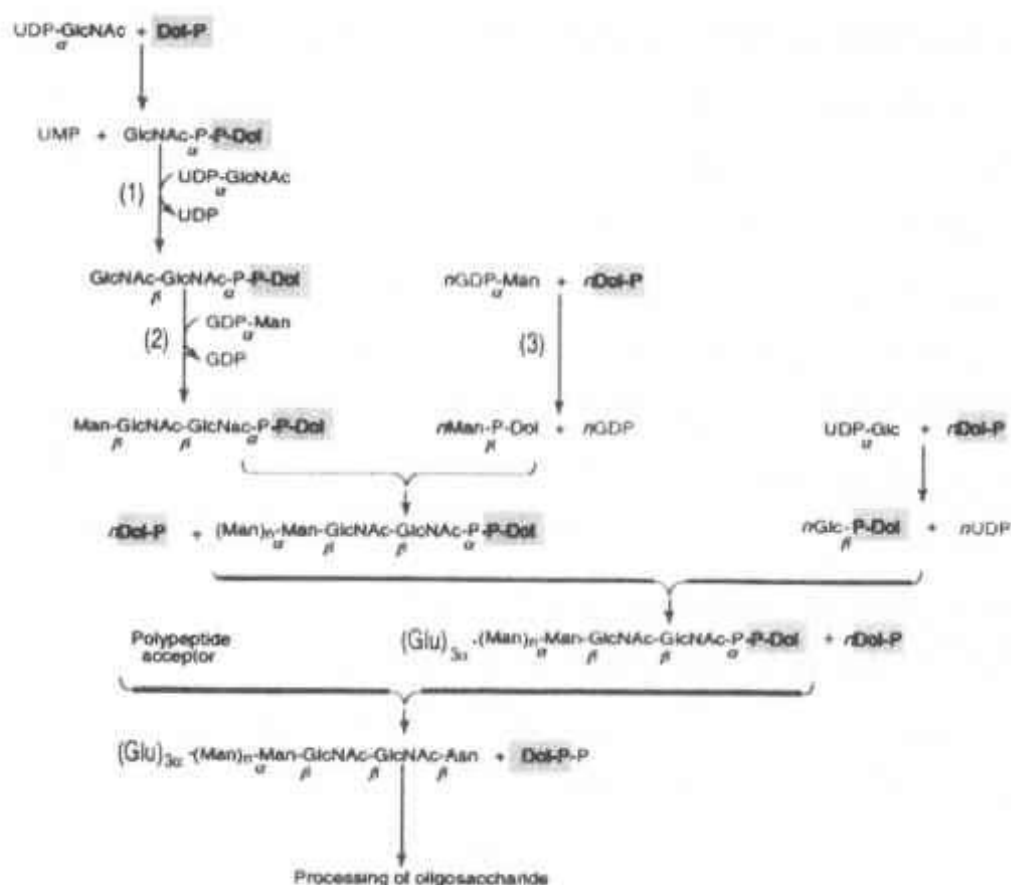 UDP-GlcNAc + Dol-P
α
UMP + GlcNAc-P-P-Dol
α
(1)
UDP-GlcNAc
α
UDP
GlcNAc-GlcNAc-P-P-Dol
β α
nGDP-Man + nDol-P
α
(2)
GDP-Man
α
GDP
(3)
Man-GlcNAc-GlcNac-P-P-Dol
β β α
nMan-P-Dol + nGDP
β
UDP-Glc + nDol-P
α
nDol-P + (Man)n-Man-GlcNAc-GlcNAc-P-P-Dol
α β β α
nGlc-P-Dol + nUDP
β
Polypeptide
acceptor
(Glu)3α-(Man)n-Man-GlcNAc-GlcNAc-P-P-Dol + nDol-P
α β β α
(Glu)3α-(Man)n-Man-GlcNAc-GlcNAc-Asn + Dol-P-P
α β β β
Processing of oligosaccharide